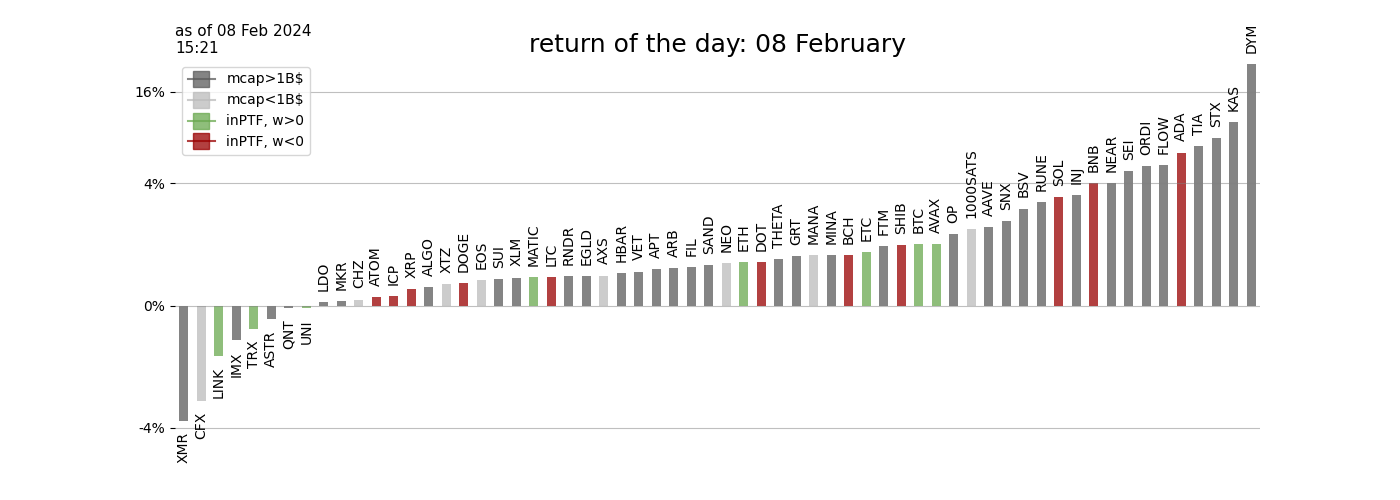 as of 08 Feb 2024
15:21
return of the day: 08 February
mcap>1B$
mcap<1B$
inPTF, w>0
inPTF, w<0
16%
4%
0%
-4%
XMR
CFX
LINK
IMX
TRX
ASTR
QNT
UNI
LDO
MKR
CHZ
ATOM
ICP
XRP
ALGO
XTZ
DOGE
EOS
SUI
XLM
MATIC
LTC
RNDR
EGLD
AXS
HBAR
VET
APT
ARB
FIL
SAND
NEO
ETH
DOT
THETA
GRT
MANA
MINA
BCH
ETC
FTM
SHIB
BTC
AVAX
OP
1000SATS
AAVE
SNX
BSV
RUNE
SOL
INJ
BNB
NEAR
SEI
ORDI
FLOW
ADA
TIA
STX
KAS
DYM